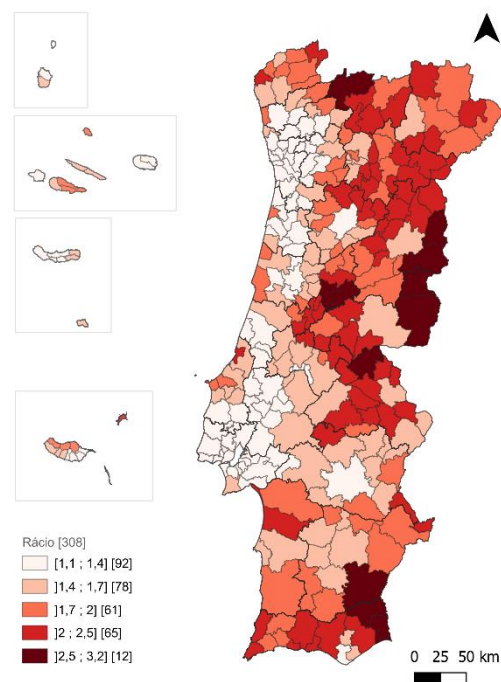 Rácio [308]
]1,1 ; 1,4] [92]
]1,4 ; 1,7] [78]
]1,7 ; 2] [61]
]2 ; 2,5] [65]
]2,5 ; 3,2] [12]
0 25 50 km